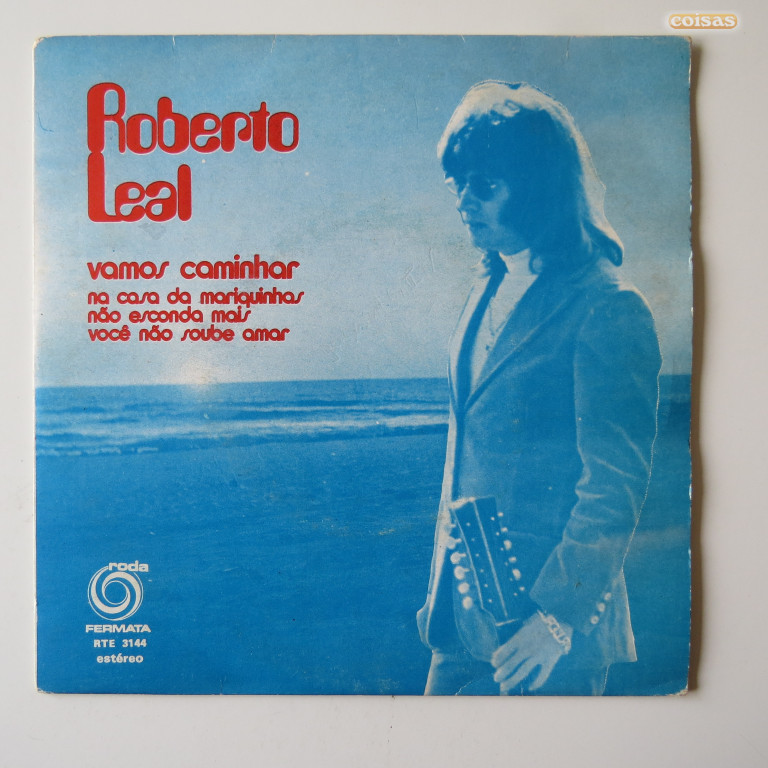 coisas
Roberto
Leal
vamos caminhar
na casa da mariquinhas
não esconda mais
você não soube amar
roda
FERMATA
RTE 3144
estéreo